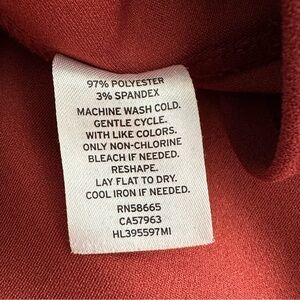 97% POLYESTER
3% SPANDEX
MACHINE WASH COLD.
GENTLE CYCLE.
WITH LIKE COLORS.
ONLY NON-CHLORINE
BLEACH IF NEEDED.
RESHAPE.
LAY FLAT TO DRY.
COOL IRON IF NEEDED.
RN58665
CA57963
HL395597MI